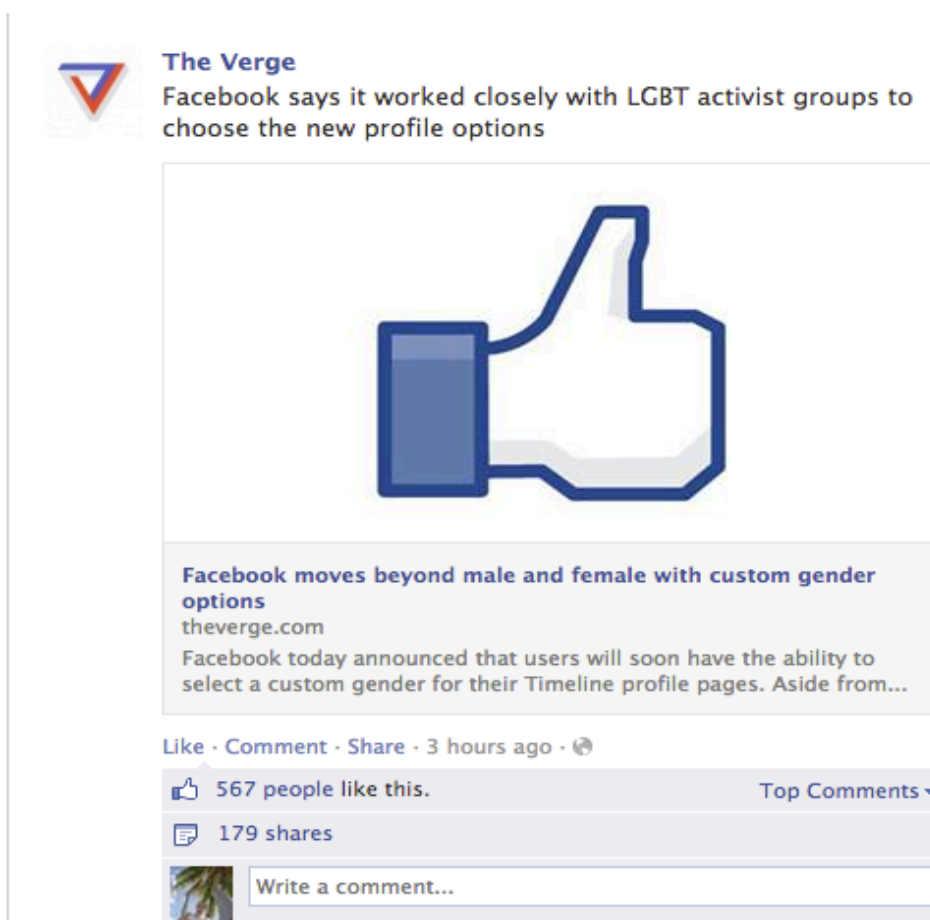 The Verge
Facebook says it worked closely with LGBT activist groups to
choose the new profile options
Facebook moves beyond male and female with custom gender
options
theverge.com
Facebook today announced that users will soon have the ability to
select a custom gender for their Timeline profile pages. Aside from...
Like · Comment · Share · 3 hours ago ·
567 people like this. Top Comments
179 shares
Write a comment...